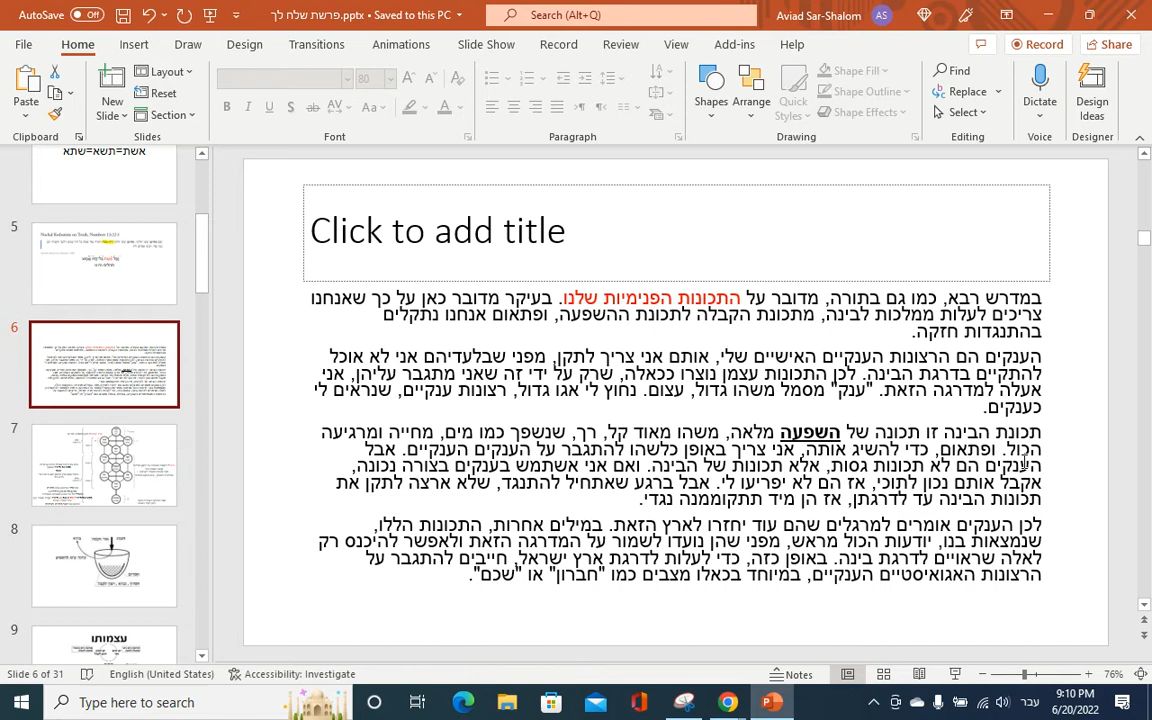 AutoSave Off פרשת שלח לך.pptx • Saved to this PC Search (Alt+Q) Aviad Sar-Shalom AS
File Home Insert Draw Design Transitions Animations Slide Show Record Review View Add-ins Help Record Share
Paste New Slide Layout Reset Section 80 Shapes Arrange Quick Styles Shape Fill Shape Outline Shape Effects Find Replace Select Dictate Design Ideas
Clipboard Slides Font Paragraph Drawing Editing Voice Designer
אשת=תשא=שתא
5
6
7
8
9
עצמותו
Click to add title
במדרש רבא, כמו גם בתורה, מדובר על התכונות הפנימיות שלנו. בעיקר מדובר כאן על כך שאנחנו
צריכים לעלות ממלכות לבינה, מתכונת הקבלה לתכונת ההשפעה, ופתאום אנחנו נתקלים
בהתנגדות חזקה.
הענקים הם הרצונות הענקיים האישיים שלי, אותם אני צריך לתקן, מפני שבלעדיהם אני לא אוכל
להתקיים בדרגת הבינה. לכן התכונות עצמן נוצרו ככאלה, שרק על ידי זה שאני מתגבר עליהן, אני
אעלה למדרגה הזאת. "ענק" מסמל משהו גדול, עצום. נחוץ לי אגו גדול, רצונות ענקיים, שנראים לי
כענקים.
תכונת הבינה זו תכונה של השפעה מלאה, משהו מאוד קל, רך, שנשפך כמו מים, מחייה ומרגיעה
הכול. ופתאום, כדי להשיג אותה, אני צריך באופן כלשהו להתגבר על הענקים הענקיים. אבל
הענקים הם לא תכונות גסות, אלא תכונות של הבינה. ואם אני אשתמש בענקים בצורה נכונה,
אקבל אותם נכון לתוכי, אז הם לא יפריעו לי. אבל ברגע שאתחיל להתנגד, שלא ארצה לתקן את
תכונות הבינה עד לדרגתן, אז הן מיד תתקוממנה נגדי.
לכן הענקים אומרים למרגלים שהם עוד יחזרו לארץ הזאת. במילים אחרות, התכונות הללו,
שנמצאות בנו, יודעות הכול מראש, מפני שהן נועדו לשמור על המדרגה הזאת ולאפשר להיכנס רק
לאלה שראויים לדרגת בינה. באופן כזה, כדי לעלות לדרגת ארץ ישראל, חייבים להתגבר על
הרצונות האגואיסטיים הענקיים, במיוחד בכאלו מצבים כמו "חברון" או "שכם".
Slide 6 of 31 English (United States) Accessibility: Investigate Notes 76%
Type here to search עבר 9:10 PM
6/20/2022